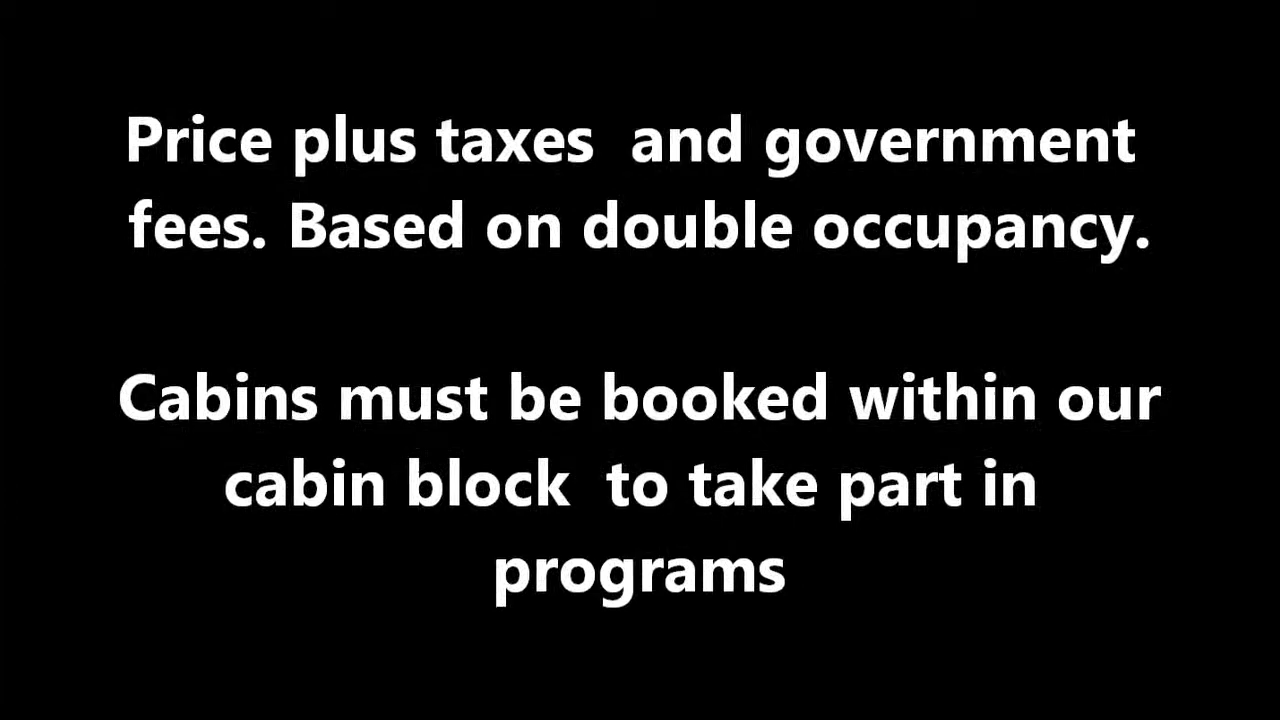 Price plus taxes  and government
fees. Based on double occupancy.
Cabins must be booked within our
cabin block  to take part in
programs